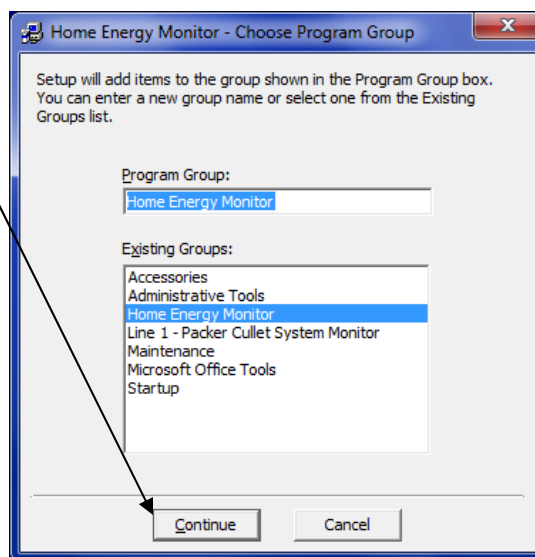 Home Energy Monitor - Choose Program Group
Setup will add items to the group shown in the Program Group box.
You can enter a new group name or select one from the Existing
Groups list.
Program Group:
Home Energy Monitor
Existing Groups:
Accessories
Administrative Tools
Home Energy Monitor
Line 1 - Packer Cullet System Monitor
Maintenance
Microsoft Office Tools
Startup
Continue
Cancel